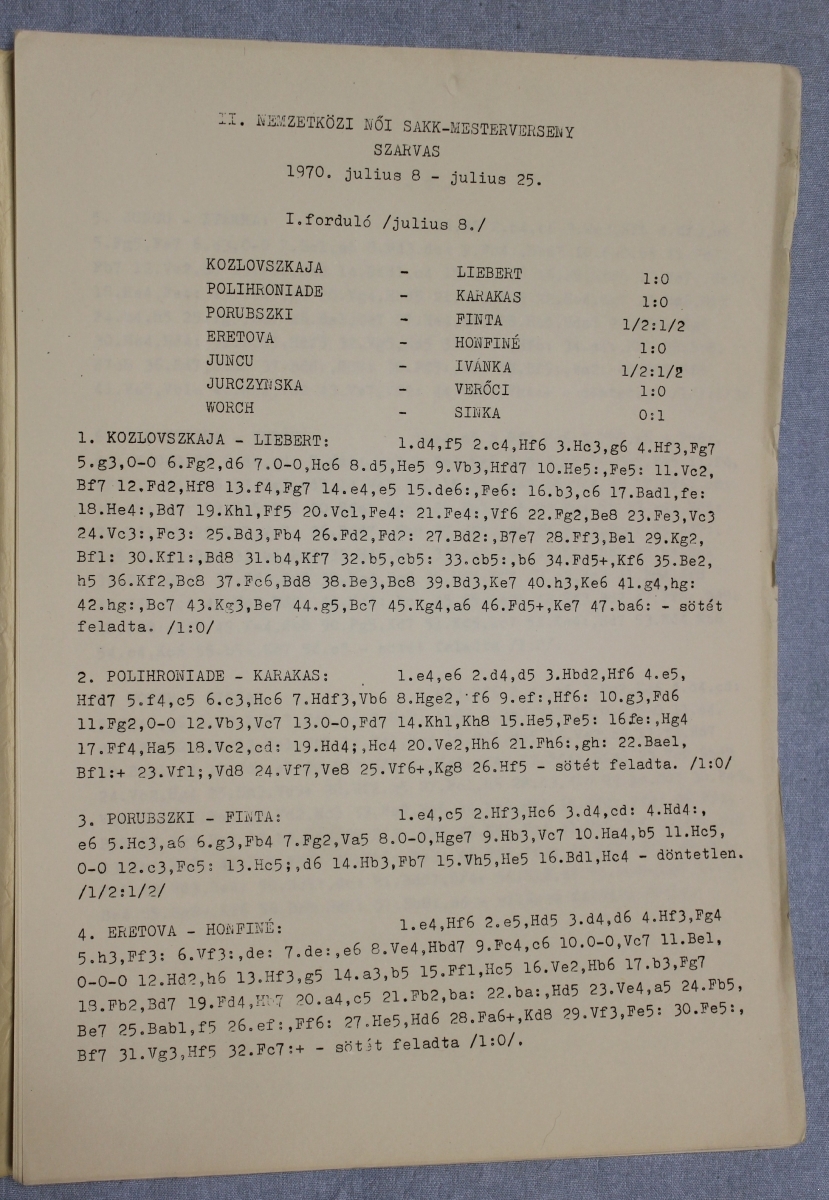 II. NEMZETKÖZI NŐI SAKK-MESTERVERSENY
SZARVAS
1970. julius 8 - julius 25.
I.forduló /julius 8./
KOZLOVSZKAJA - LIEBERT 1:0
POLIHRONIADE - KARAKAS 1:0
PORUBSZKI - FINTA 1/2:1/2
ERETOVA - HONFINÉ 1:0
JUNCU - IVÁNKA 1/2:1/2
JURCZYNSKA - VERŐCI 1:0
WORCH - SINKA 0:1
1. KOZLOVSZKAJA - LIEBERT: 1.d4,f5 2.c4,Hf6 3.Hc3,g6 4.Hf3,Fg7
5.g3,0-0 6.Fg2,d6 7.0-0,Hc6 8.d5,He5 9.Vb3,Hfd7 10.He5:,Fe5: 11.Vc2,
Bf7 12.Fd2,Hf8 13.f4,Fg7 14.e4,e5 15.de6:,Fe6: 16.b3,c6 17.Bad1,fe:
18.He4:,Bd7 19.Kh1,Ff5 20.Vc1,Fe4: 21.Fe4:,Vf6 22.Fg2,Be8 23.Fe3,Vc3
24.Vc3:,Fc3: 25.Bd3,Fb4 26.Fd2,Fd2: 27.Bd2:,B7e7 28.Ff3,Be1 29.Kg2,
Bf1: 30.Kf1:,Bd8 31.b4,Kf7 32.b5,cb5: 33.cb5:,b6 34.Fd5+,Kf6 35.Be2,
h5 36.Kf2,Bc8 37.Fc6,Bd8 38.Be3,Bc8 39.Bd3,Ke7 40.h3,Ke6 41.g4,hg:
42.hg:,Bc7 43.Kg3,Be7 44.g5,Bc7 45.Kg4,a6 46.Fd5+,Ke7 47.ba6: - sötét
feladta. /1:0/
2. POLIHRONIADE - KARAKAS: 1.e4,e6 2.d4,d5 3.Hbd2,Hf6 4.e5,
Hfd7 5.f4,c5 6.c3,Hc6 7.Hdf3,Vb6 8.Hge2, f6 9.ef:,Hf6: 10.g3,Fd6
11.Fg2,0-0 12.Vb3,Vc7 13.0-0,Fd7 14.Kh1,Kh8 15.He5,Fe5: 16fe:,Hg4
17.Ff4,Ha5 18.Vc2,cd: 19.Hd4;,Hc4 20.Ve2,Hh6 21.Fh6:,gh: 22.Bae1,
Bf1:+ 23.Vf1;,Vd8 24.Vf7,Ve8 25.Vf6+,Kg8 26.Hf5 - sötét feladta. /1:0/
3. PORUBSZKI - FINTA: 1.e4,c5 2.Hf3,Hc6 3.d4,cd: 4.Hd4:,
e6 5.Hc3,a6 6.g3,Fb4 7.Fg2,Va5 8.0-0,Hge7 9.Hb3,Vc7 10.Ha4,b5 11.Hc5,
0-0 12.c3,Fc5: 13.Hc5;,d6 14.Hb3,Fb7 15.Vh5,He5 16.Bd1,Hc4 - döntetlen.
/1/2:1/2/
4. ERETOVA - HONFINÉ: 1.e4,Hf6 2.e5,Hd5 3.d4,d6 4.Hf3,Fg4
5.h3,Ff3: 6.Vf3:,de: 7.de:,e6 8.Ve4,Hbd7 9.Fc4,c6 10.0-0,Vc7 11.Be1,
0-0-0 12.Hd2,h6 13.Hf3,g5 14.a3,b5 15.Ff1,Hc5 16.Ve2,Hb6 17.b3,Fg7
18.Fb2,Bd7 19.Fd4,Hb7 20.a4,c5 21.Fb2,ba: 22.ba:,Hd5 23.Ve4,a5 24.Fb5,
Be7 25.Bab1,f5 26.ef:,Ff6: 27.He5,Hd6 28.Fa6+,Kd8 29.Vf3,Fe5: 30.Fe5:,
Bf7 31.Vg3,Hf5 32.Fc7:+ - sötét feladta /1:0/.